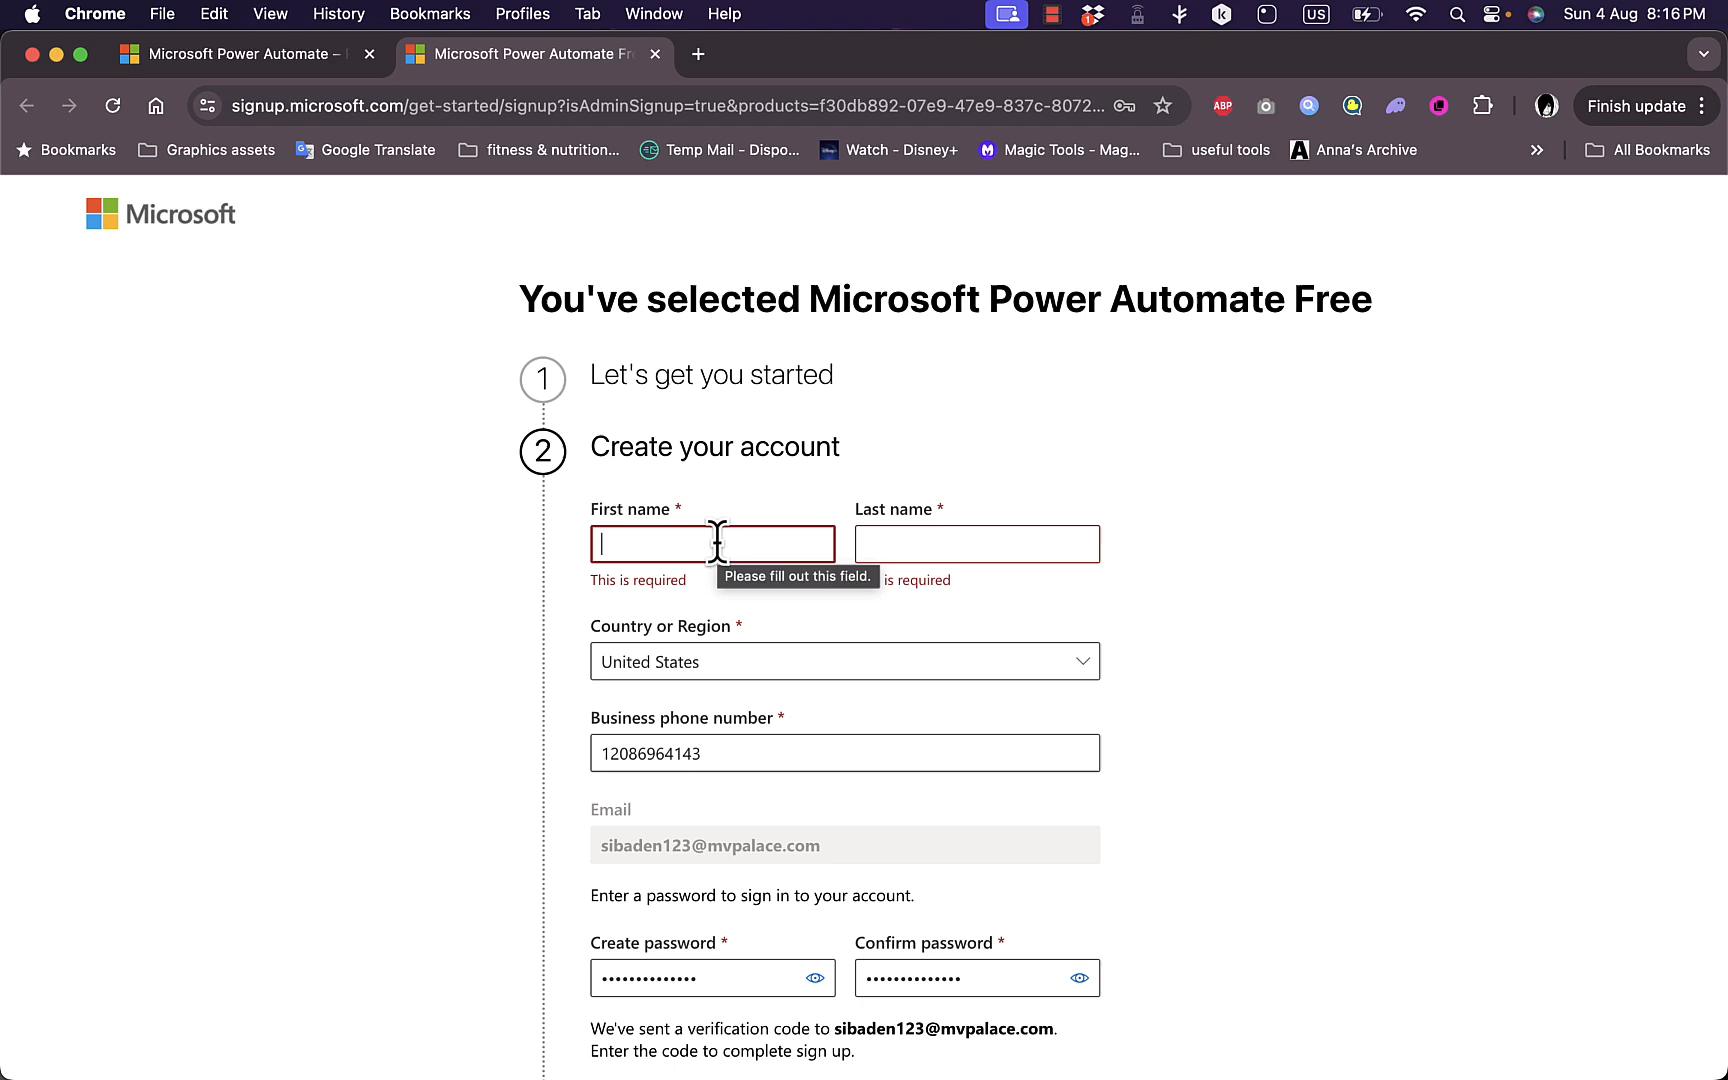 Chrome File Edit View History Bookmarks Profiles Tab Window Help US Sun 4 Aug 8:16 PM
Microsoft Power Automate – Microsoft Power Automate Fr
signup.microsoft.com/get-started/signup?isAdminSignup=true&products=f30db892-07e9-47e9-837c-8072... ABP Finish update
Bookmarks Graphics assets Google Translate fitness & nutrition... Temp Mail - Dispo... Watch - Disney+ Magic Tools - Mag... useful tools Anna's Archive » All Bookmarks
Microsoft
You've selected Microsoft Power Automate Free
1 Let's get you started
2 Create your account
First name * Last name *
This is required is required
Please fill out this field.
Country or Region *
United States
Business phone number *
12086964143
Email
sibaden123@mvpalace.com
Enter a password to sign in to your account.
Create password * Confirm password *
•••••••••••••• ••••••••••••••
We've sent a verification code to sibaden123@mvpalace.com.
Enter the code to complete sign up.